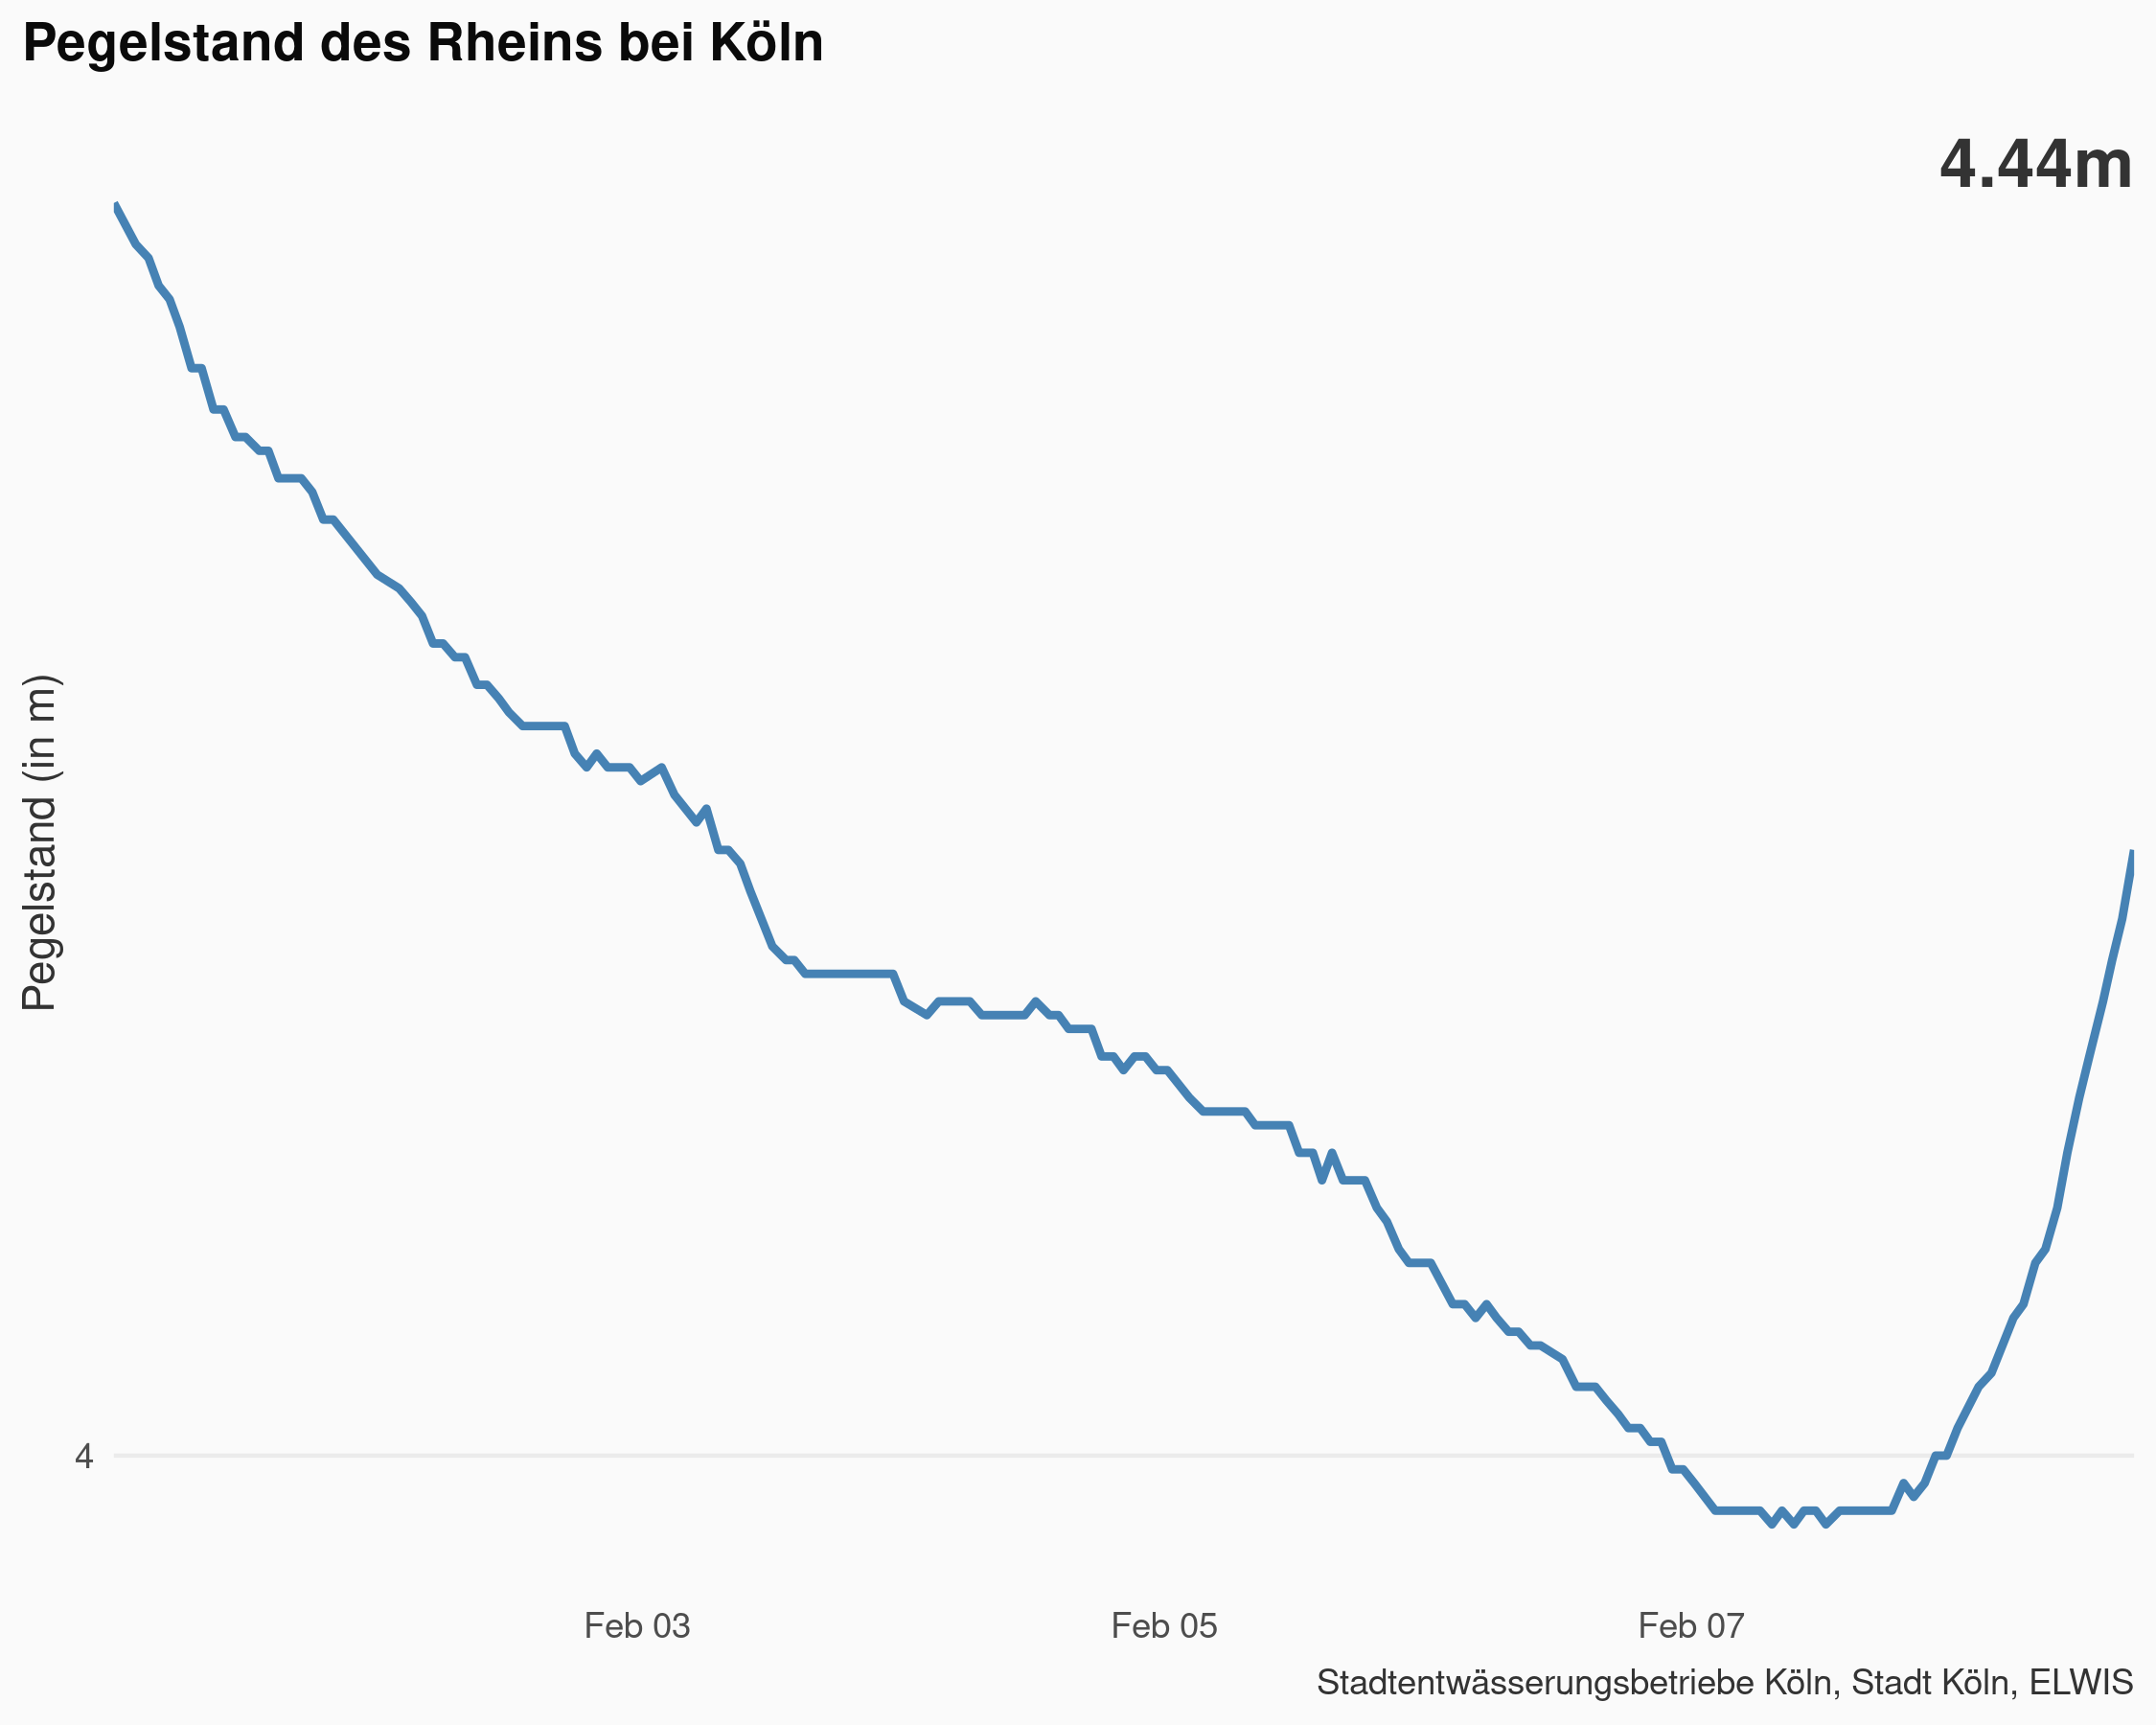 Pegelstand des Rheins bei Köln
4.44m
Pegelstand (in m)
4
Feb 03
Feb 05
Feb 07
Stadtentwässerungsbetriebe Köln, Stadt Köln, ELWIS